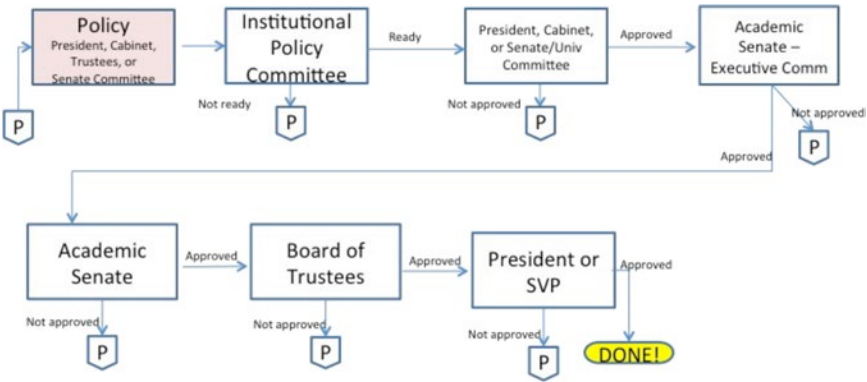 Policy
President, Cabinet,
Trustees, or
Senate Committee
Institutional
Policy
Committee
Ready
President, Cabinet,
or Senate/Univ
Committee
Approved
Academic
Senate –
Executive Comm
P
Not ready
P
Not approved
P
Not approved
P
Approved
Academic
Senate
Approved
Board of
Trustees
Approved
President or
SVP
Approved
Not approved
P
Not approved
P
Not approved
P
DONE!